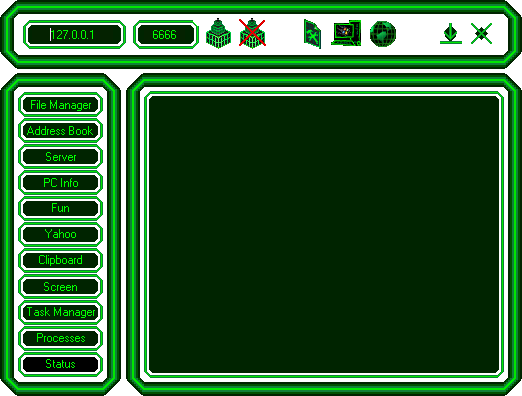 127.0.0.1
6666
File Manager
Address Book
Server
PC Info
Fun
Yahoo
Clipboard
Screen
Task Manager
Processes
Status